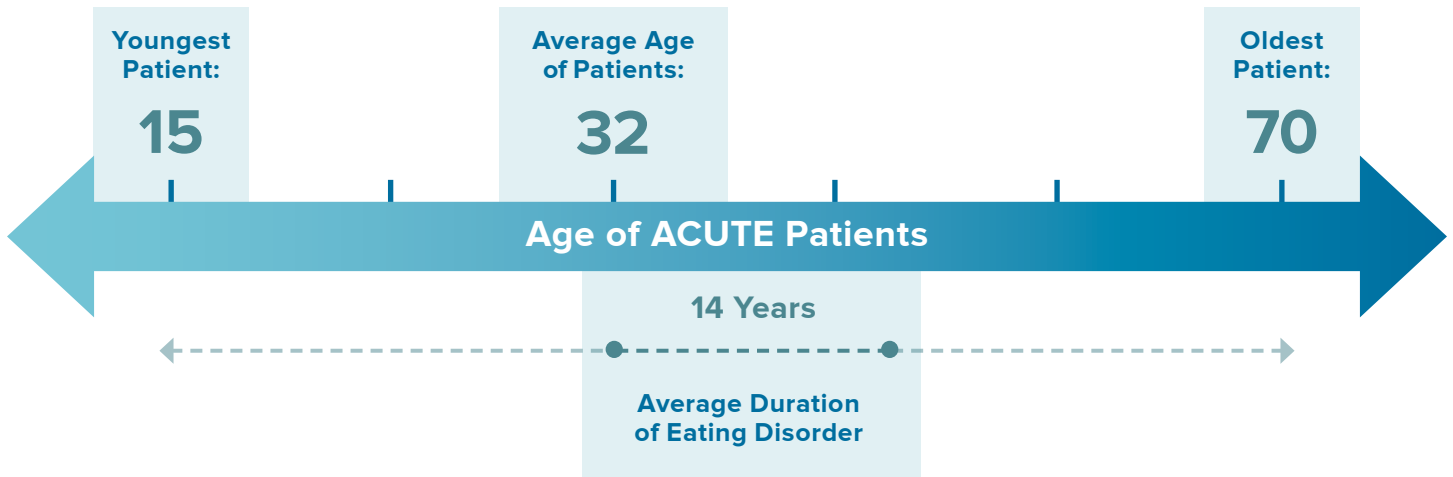 Youngest
Patient:
15
Average Age
of Patients:
32
Oldest
Patient:
70
Age of ACUTE Patients
14 Years
Average Duration
of Eating Disorder